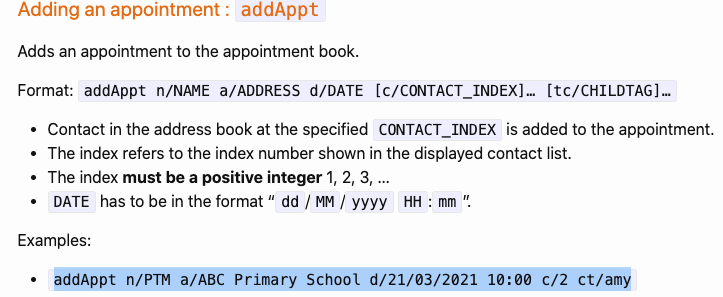 Adding an appointment : addAppt
Adds an appointment to the appointment book.
Format: addAppt n/NAME a/ADDRESS d/DATE [c/CONTACT_INDEX]… [tc/CHILDTAG]…
• Contact in the address book at the specified CONTACT_INDEX is added to the appointment.
• The index refers to the index number shown in the displayed contact list.
• The index must be a positive integer 1, 2, 3, …
• DATE has to be in the format “dd/MM/yyyy HH:mm”.
Examples:
• addAppt n/PTM a/ABC Primary School d/21/03/2021 10:00 c/2 ct/amy